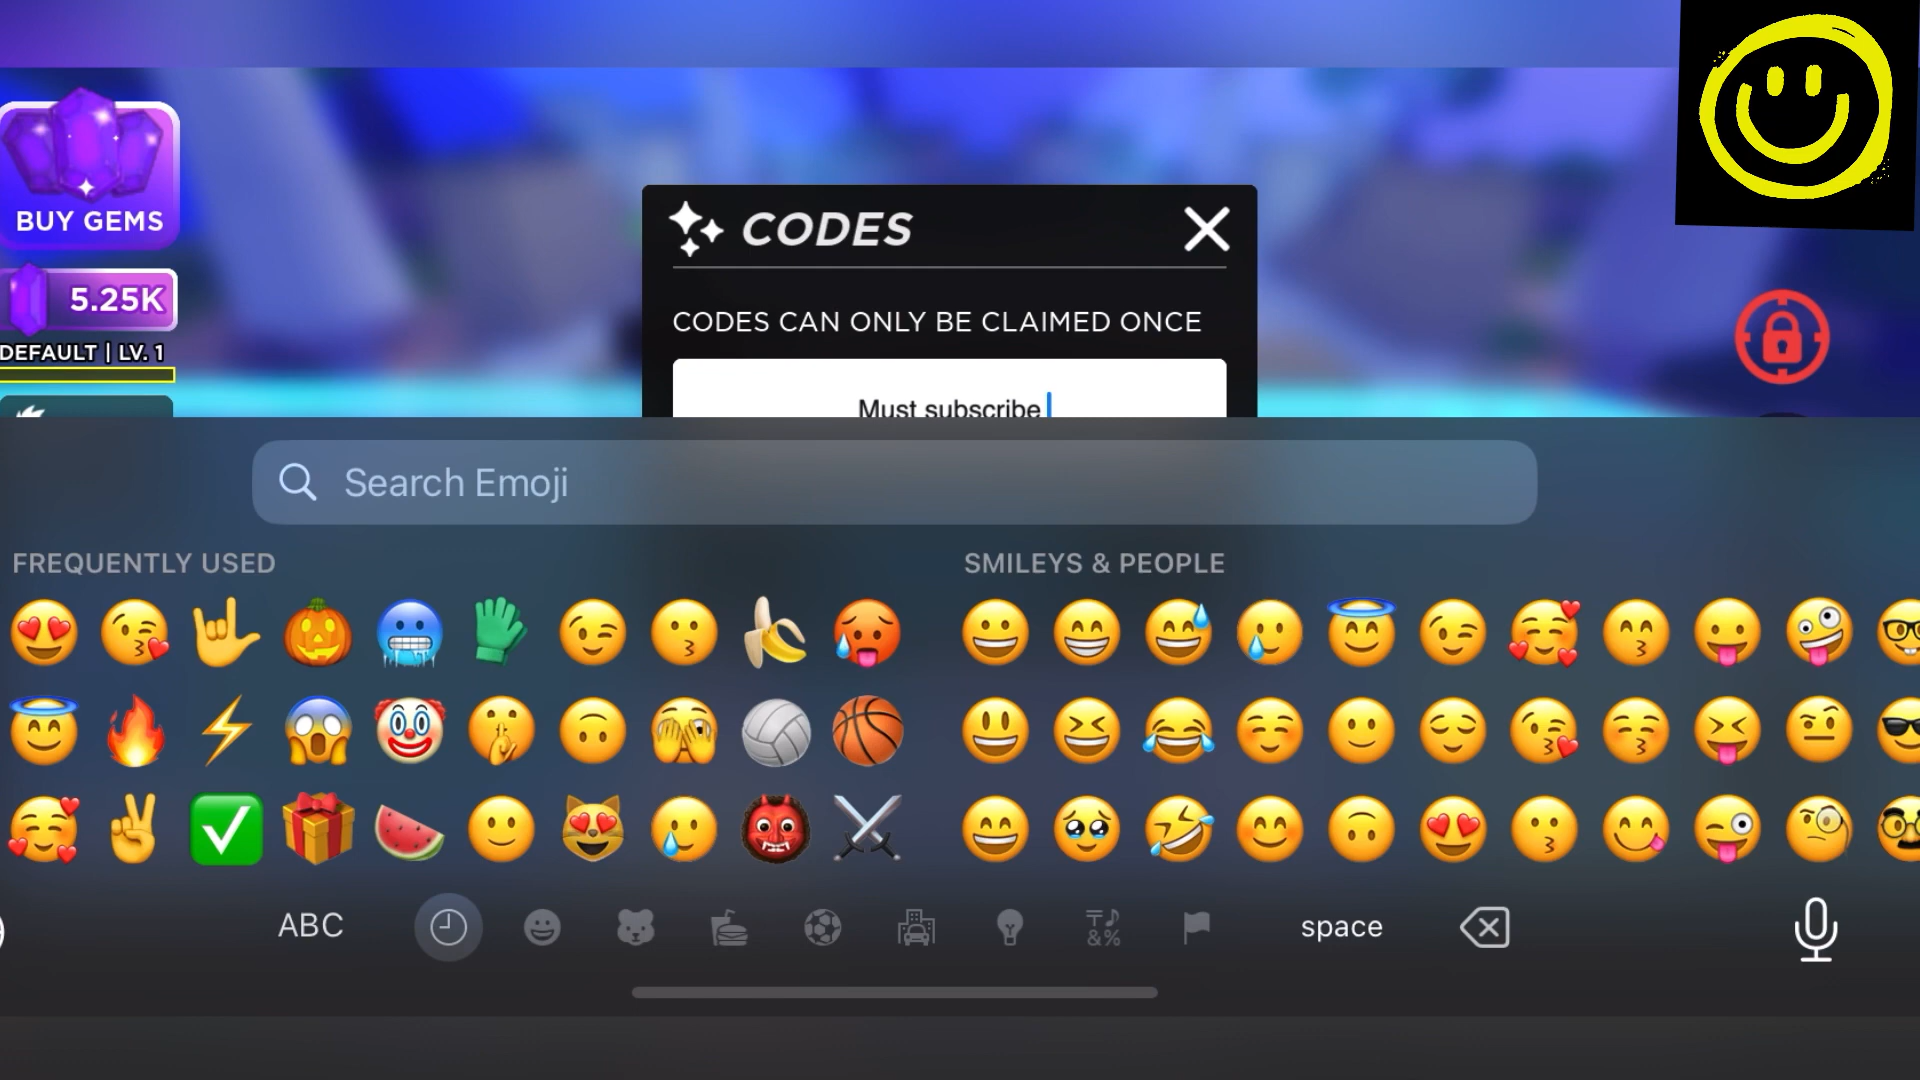 BUY GEMS
5.25K
DEFAULT | LV. 1
CODES
CODES CAN ONLY BE CLAIMED ONCE
Must subscribe
Search Emoji
FREQUENTLY USED
SMILEYS & PEOPLE
ABC
space